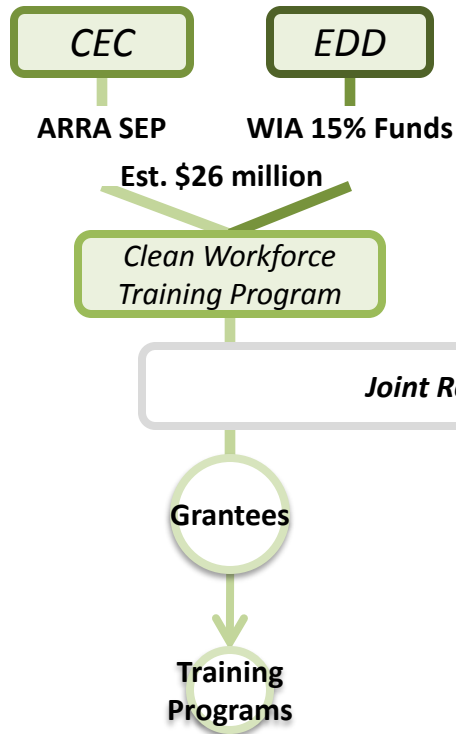 CEC EDD
ARRA SEP WIA 15% Funds
Est. $26 million
Clean Workforce
Training Program
Joint
Grantees
Training
Programs